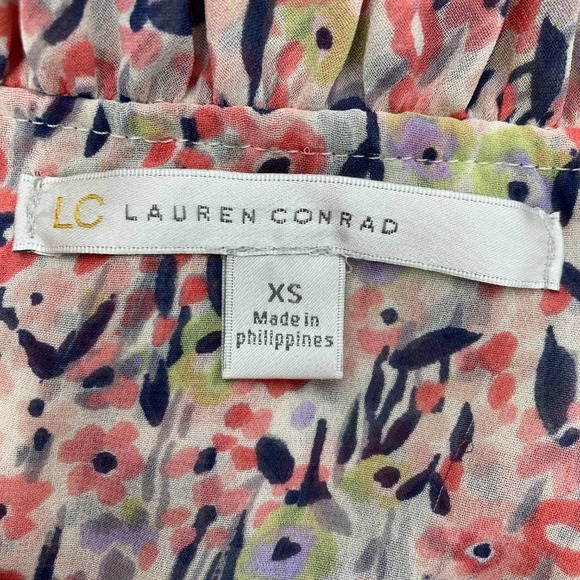 LC LAUREN CONRAD
XS
Made in
philippines